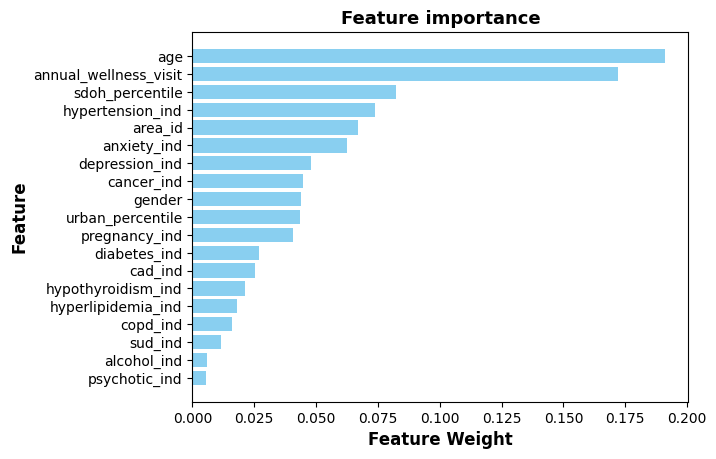 Feature importance
age
annual_wellness_visit
sdoh_percentile
hypertension_ind
area_id
anxiety_ind
depression_ind
cancer_ind
gender
urban_percentile
pregnancy_ind
diabetes_ind
cad_ind
hypothyroidism_ind
hyperlipidemia_ind
copd_ind
sud_ind
alcohol_ind
psychotic_ind
Feature
0.000 0.025 0.050 0.075 0.100 0.125 0.150 0.175 0.200
Feature Weight